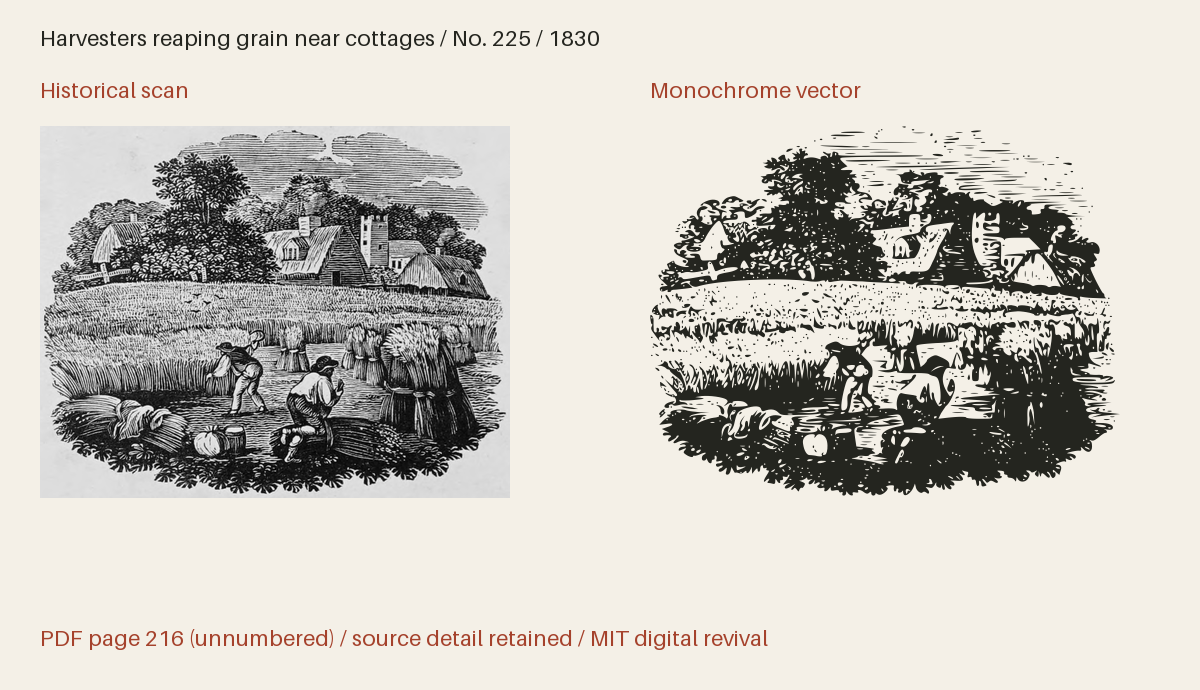 Harvesters reaping grain near cottages / No. 225 / 1830
Historical scan
Monochrome vector
PDF page 216 (unnumbered) / source detail retained / MIT digital revival